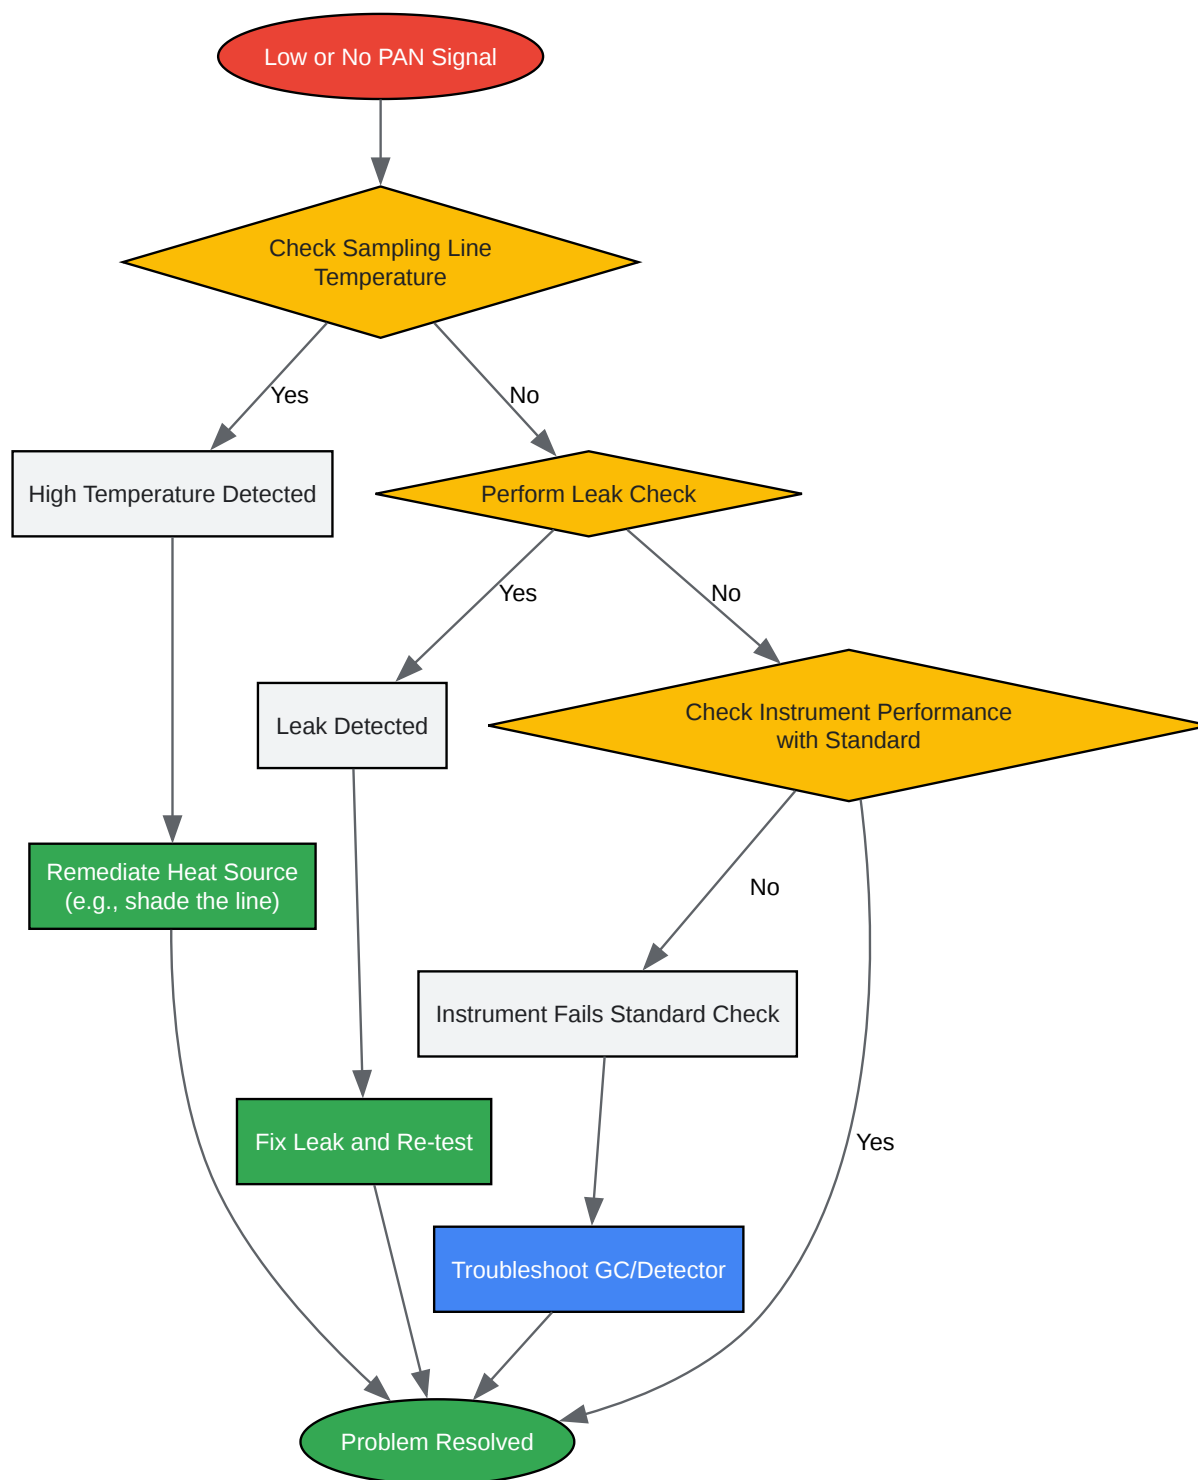 Low or No PAN Signal
Check Sampling Line
Temperature
Yes
No
High Temperature Detected
Perform Leak Check
Yes
No
Leak Detected
Check Instrument Performance
with Standard
Remediate Heat Source
(e.g., shade the line)
No
Instrument Fails Standard Check
Fix Leak and Re-test
Yes
Troubleshoot GC/Detector
Problem Resolved